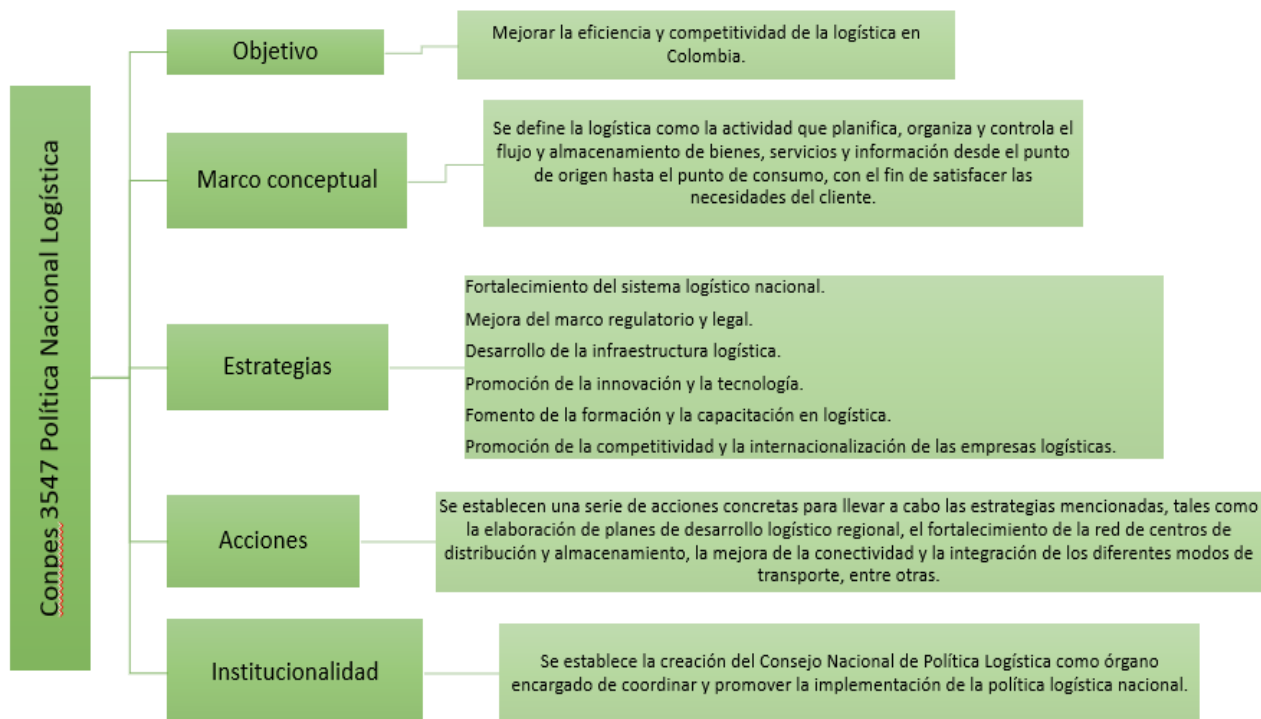 Conpes 3547 Política Nacional Logística
Objetivo
Mejorar la eficiencia y competitividad de la logística en
Colombia.
Marco conceptual
Se define la logística como la actividad que planifica, organiza y controla el
flujo y almacenamiento de bienes, servicios y información desde el punto
de origen hasta el punto de consumo, con el fin de satisfacer las
necesidades del cliente.
Estrategias
Fortalecimiento del sistema logístico nacional.
Mejora del marco regulatorio y legal.
Desarrollo de la infraestructura logística.
Promoción de la innovación y la tecnología.
Fomento de la formación y la capacitación en logística.
Promoción de la competitividad y la internacionalización de las empresas logísticas.
Acciones
Se establecen una serie de acciones concretas para llevar a cabo las estrategias mencionadas, tales como
la elaboración de planes de desarrollo logístico regional, el fortalecimiento de la red de centros de
distribución y almacenamiento, la mejora de la conectividad y la integración de los diferentes modos de
transporte, entre otras.
Institucionalidad
Se establece la creación del Consejo Nacional de Política Logística como órgano
encargado de coordinar y promover la implementación de la política logística nacional.